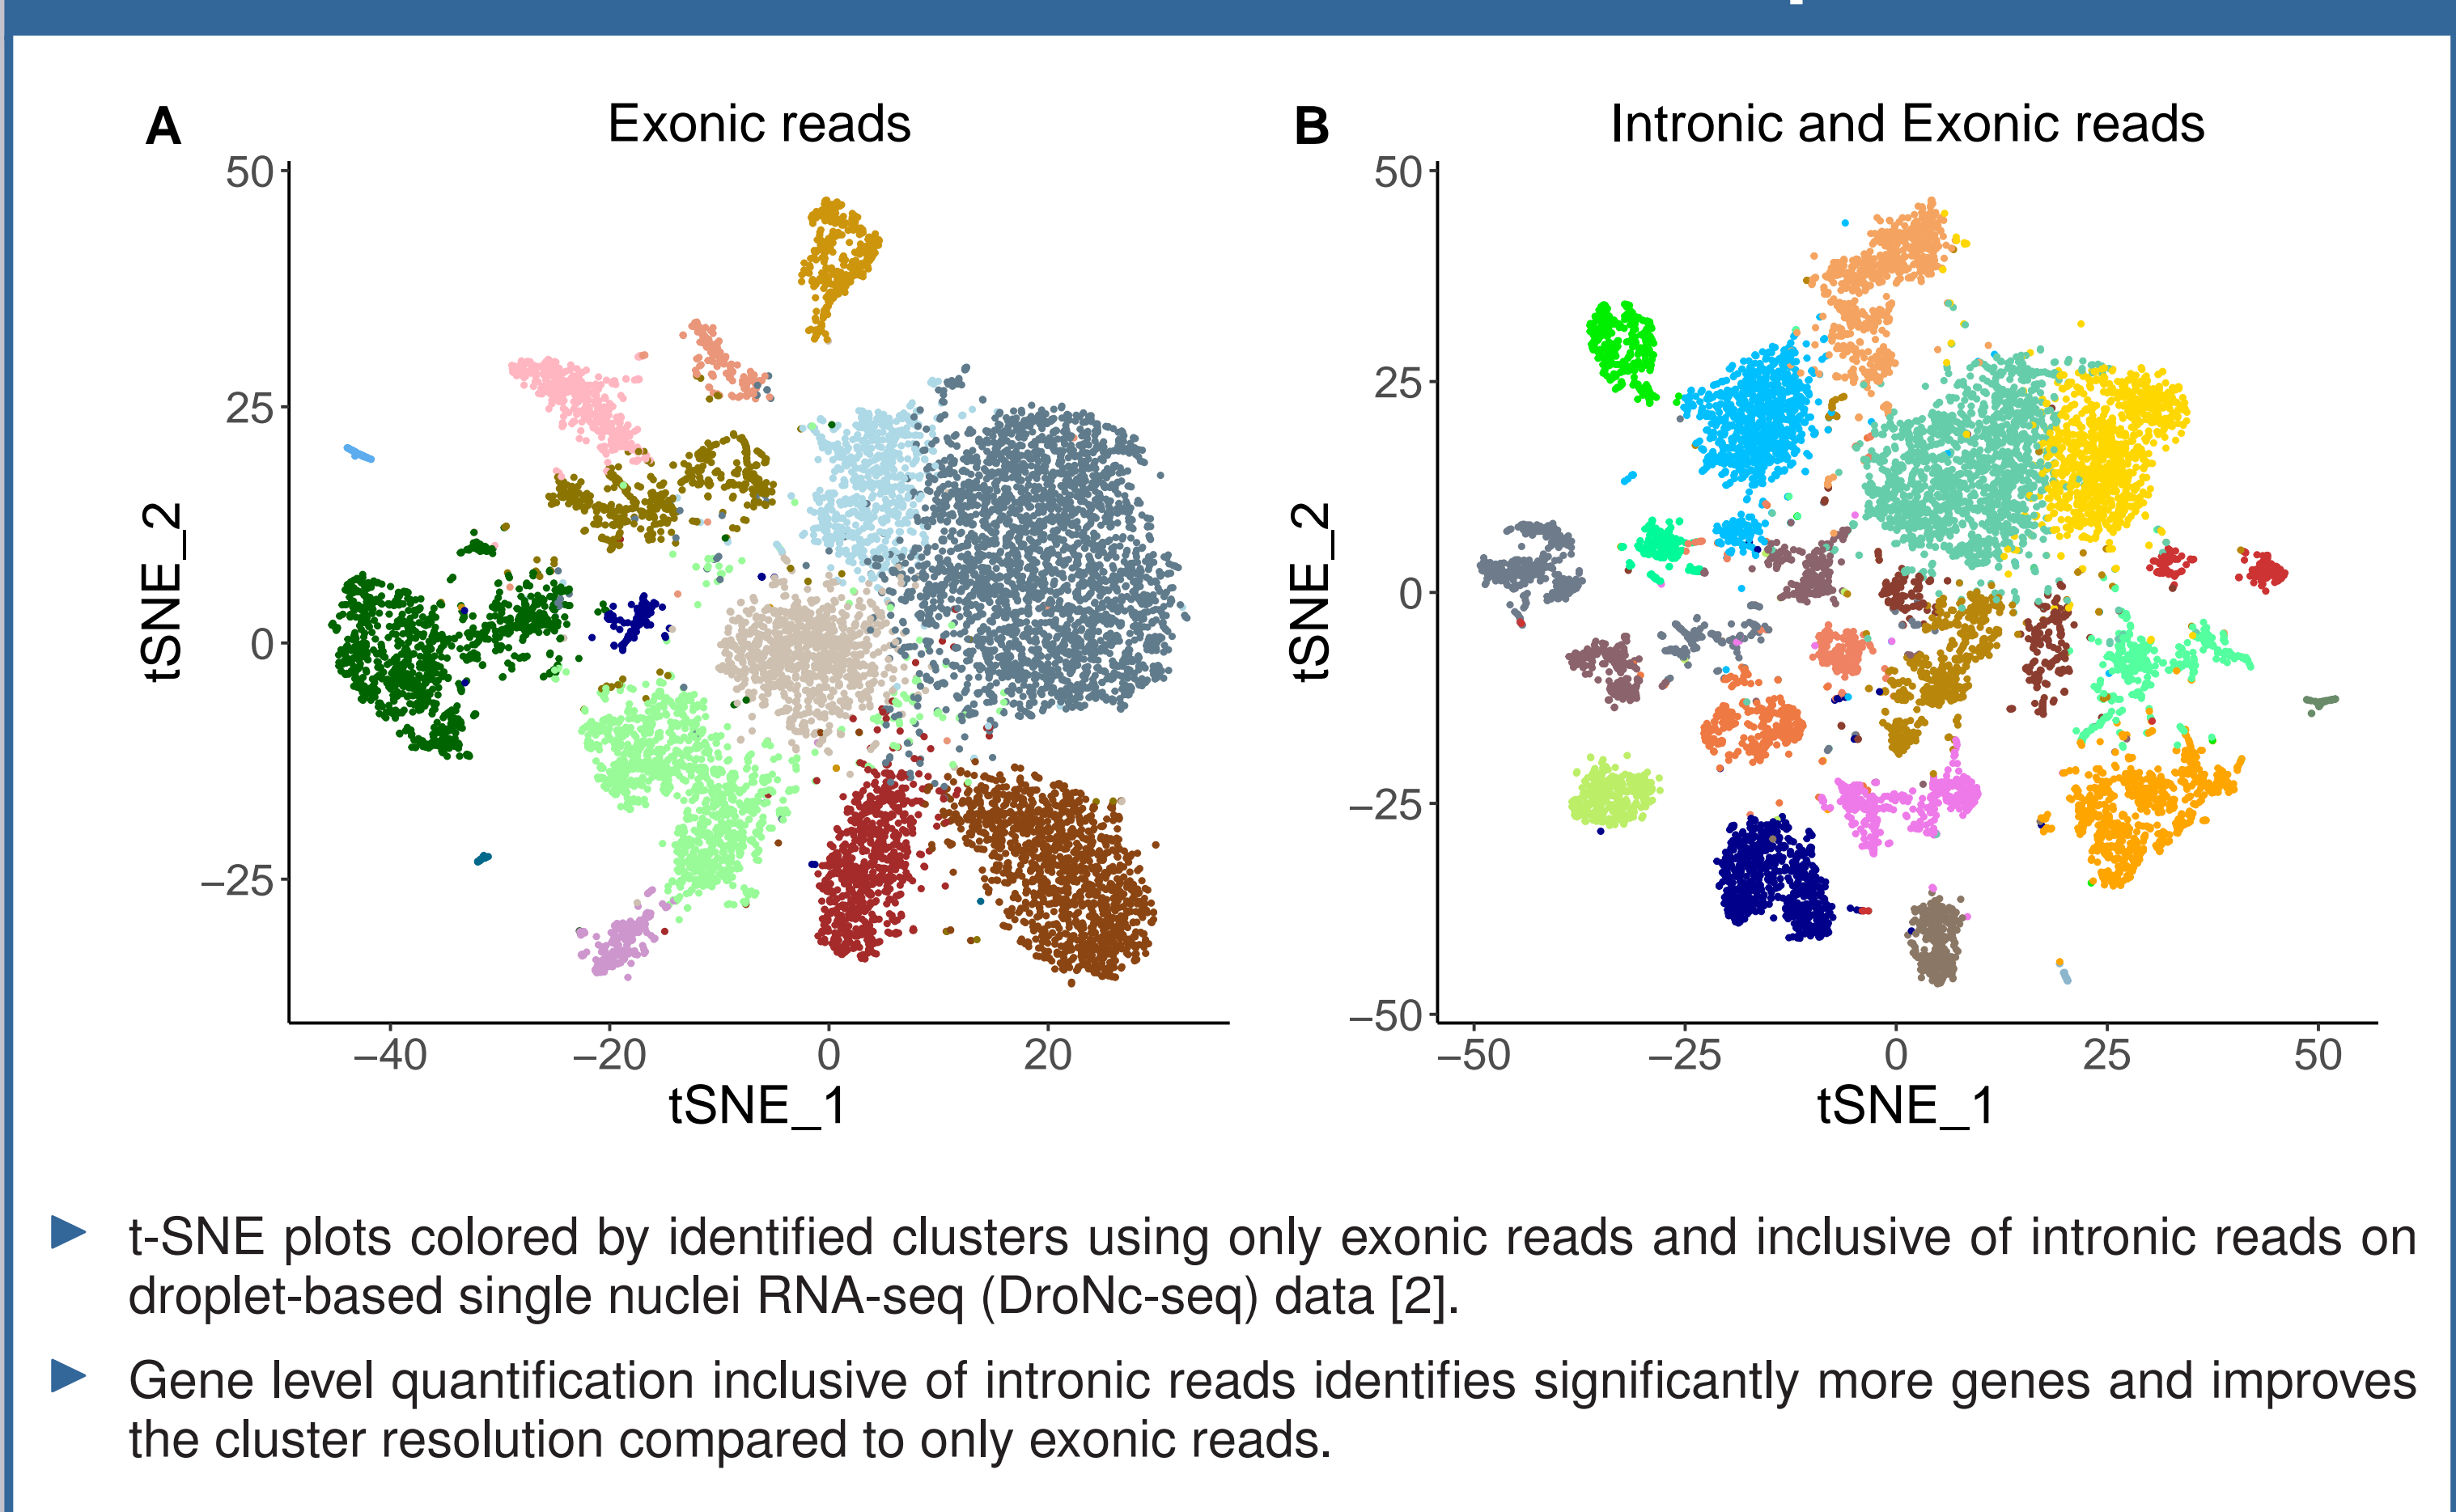 A
Exonic reads
50
25
0
−25
−40
−20
0
20
tSNE_1
tSNE_2
B
Intronic and Exonic reads
50
25
0
−25
−50
−50
−25
0
25
50
tSNE_1
tSNE_2
t-SNE plots colored by identified clusters using only exonic reads and inclusive of intronic reads on
droplet-based single nuclei RNA-seq (DroNc-seq) data [2].
Gene level quantification inclusive of intronic reads identifies significantly more genes and improves
the cluster resolution compared to only exonic reads.